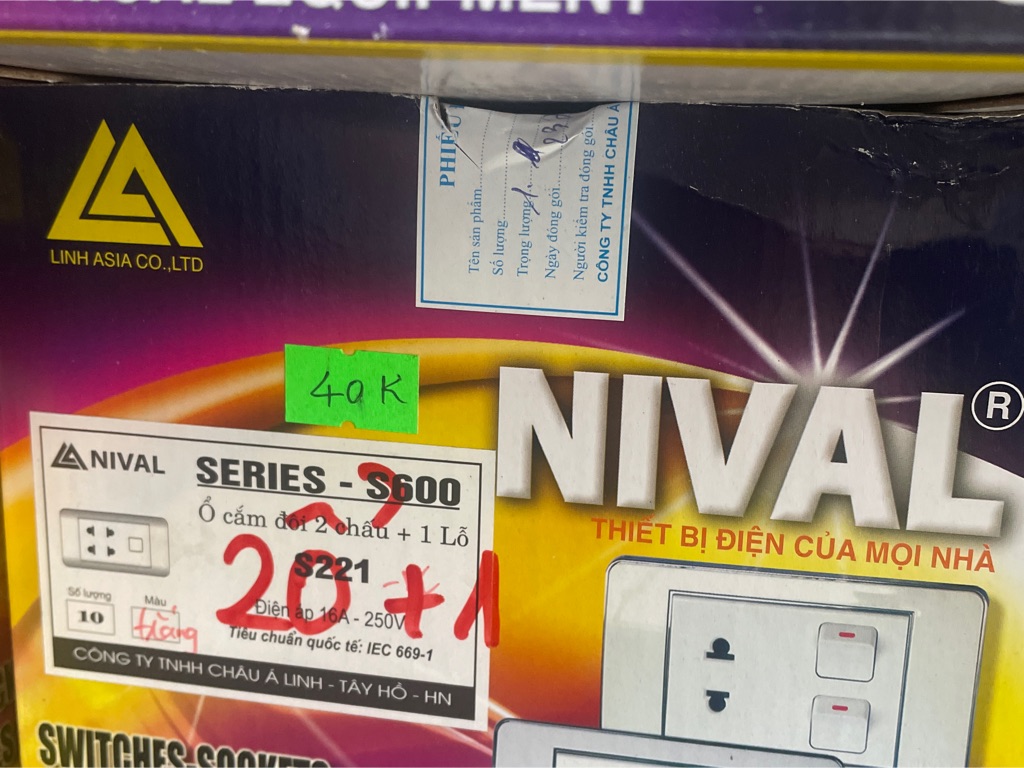 EQUIPMENT
LINH ASIA CO.,LTD
PHIẾU
Tên sản phẩm
Số lượng
Trọng lượng
Ngày đóng gói
Người kiểm tra đóng gói
CÔNG TY TNHH CHÂU Á
40K
NIVAL
®
THIẾT BỊ ĐIỆN CỦA MỌI NHÀ
NIVAL
SERIES - S600
Ổ cắm đôi 2 chấu + 1 Lỗ
S221
20 + 1
Điện áp 16A - 250V
Tiêu chuẩn quốc tế: IEC 669-1
Số lượng
10
Màu
trắng
CÔNG TY TNHH CHÂU Á LINH - TÂY HỒ - HN
SWITCHES-SOCKETS